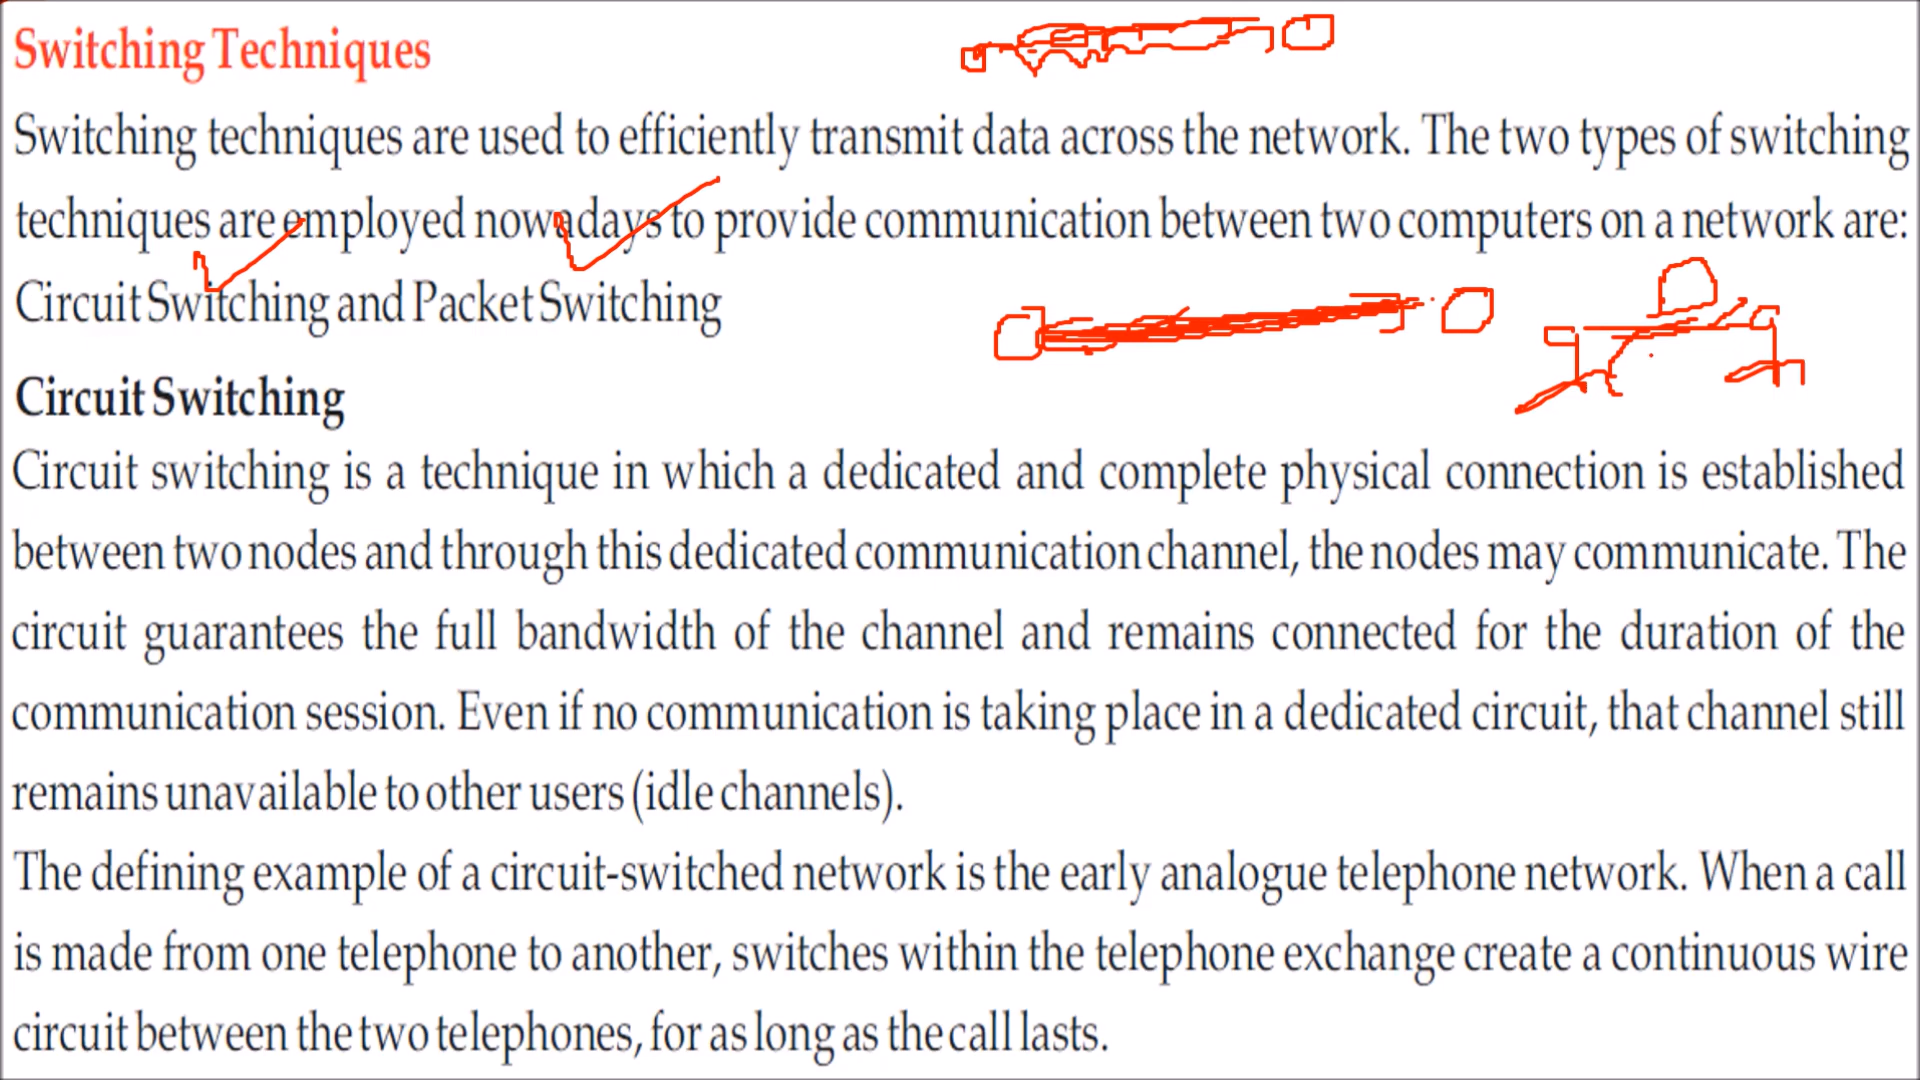 Switching Techniques
Switching techniques are used to efficiently transmit data across the network. The two types of switching
techniques are employed nowadays to provide communication between two computers on a network are:
Circuit Switching and Packet Switching
Circuit Switching
Circuit switching is a technique in which a dedicated and complete physical connection is established
between two nodes and through this dedicated communication channel, the nodes may communicate. The
circuit guarantees the full bandwidth of the channel and remains connected for the duration of the
communication session. Even if no communication is taking place in a dedicated circuit, that channel still
remains unavailable to other users (idle channels).
The defining example of a circuit-switched network is the early analogue telephone network. When a call
is made from one telephone to another, switches within the telephone exchange create a continuous wire
circuit between the two telephones, for as long as the call lasts.